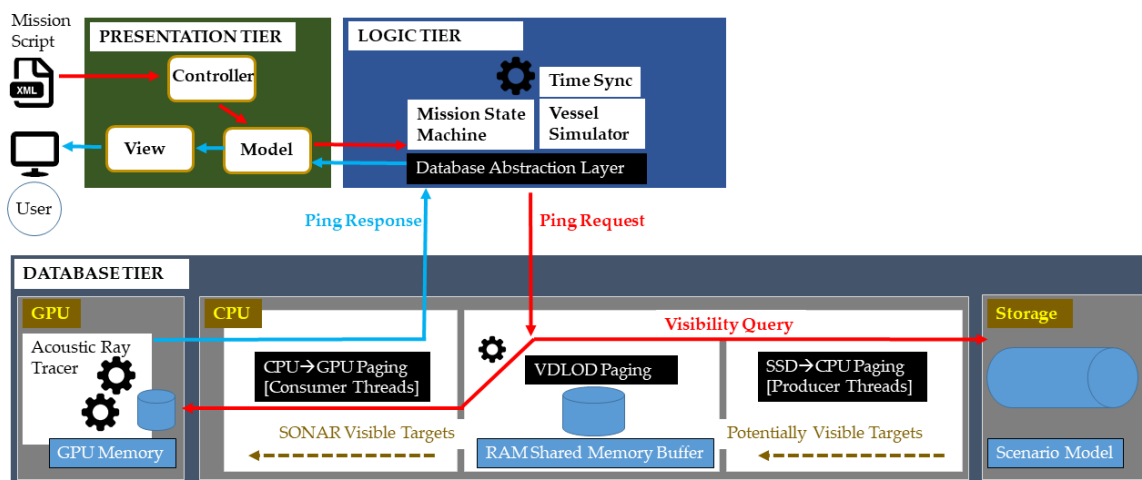 Mission
Script
XML
User
PRESENTATION TIER
Controller
View
Model
LOGIC TIER
Time Sync
Mission State
Machine
Vessel
Simulator
Database Abstraction Layer
Ping Response
Ping Request
DATABASE TIER
GPU
Acoustic Ray
Tracer
GPU Memory
CPU
CPU→GPU Paging
[Consumer Threads]
SONAR Visible Targets
VDLOD Paging
RAM Shared Memory Buffer
Visibility Query
SSD→CPU Paging
[Producer Threads]
Potentially Visible Targets
Storage
Scenario Model